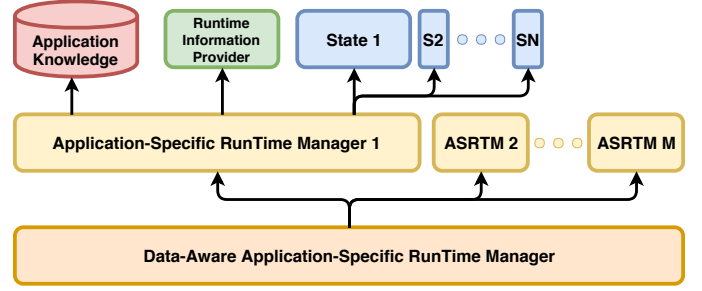 Application
Knowledge
Runtime
Information
Provider
State 1
S2
SN
Application-Specific RunTime Manager 1
ASRTM 2
ASRTM M
Data-Aware Application-Specific RunTime Manager